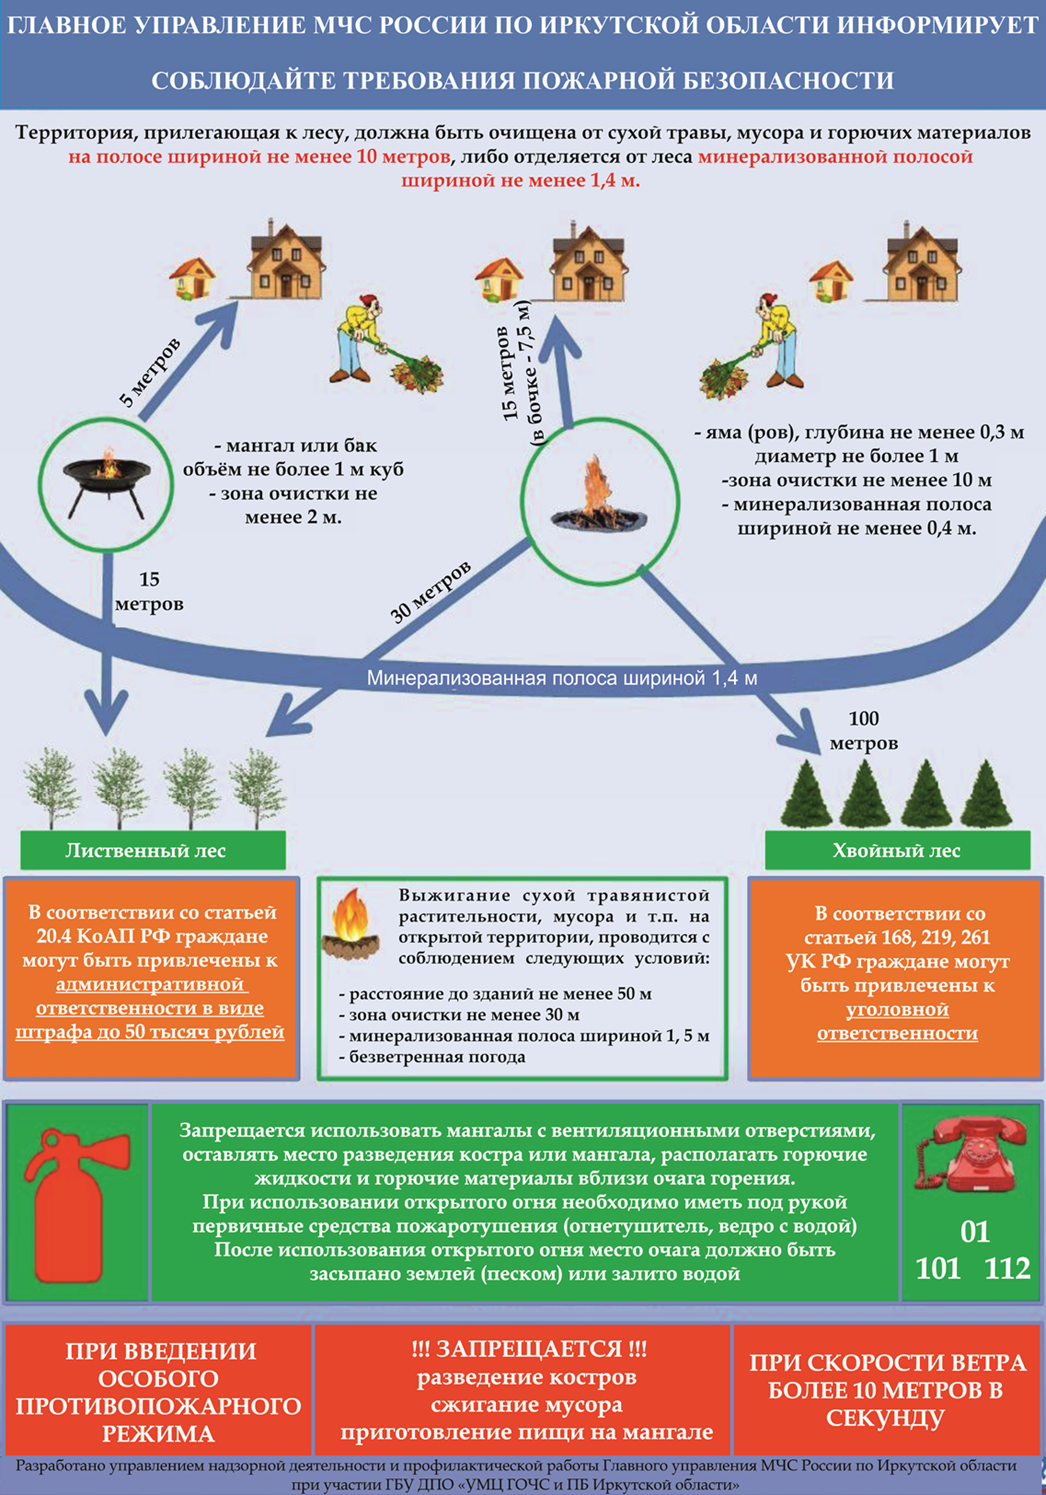 ГЛАВНОЕ УПРАВЛЕНИЕ МЧС РОССИИ ПО ИРКУТСКОЙ ОБЛАСТИ ИНФОРМИРУЕТ
СОБЛЮДАЙТЕ ТРЕБОВАНИЯ ПОЖАРНОЙ БЕЗОПАСНОСТИ
Территория, прилегающая к лесу, должна быть очищена от сухой травы, мусора и горючих материалов
на полосе шириной не менее 10 метров, либо отделяется от леса минерализованной полосой
шириной не менее 1,4 м.
5 метров
- мангал или бак
объём не более 1 м куб
- зона очистки не
менее 2 м.
15 метров
(в бочке - 7,5 м)
- яма (ров), глубина не менее 0,3 м
диаметр не более 1 м
-зона очистки не менее 10 м
- минерализованная полоса
шириной не менее 0,4 м.
15
метров
30 метров
Минерализованная полоса шириной 1,4 м
100
метров
Лиственный лес
Хвойный лес
В соответствии со статьей
20.4 КоАП РФ граждане
могут быть привлечены к
административной
ответственности в виде
штрафа до 50 тысяч рублей
Выжигание сухой травянистой
растительности, мусора и т.п. на
открытой территории, проводится с
соблюдением следующих условий:
- расстояние до зданий не менее 50 м
- зона очистки не менее 30 м
- минерализованная полоса шириной 1, 5 м
- безветренная погода
В соответствии со
статьей 168, 219, 261
УК РФ граждане могут
быть привлечены к
уголовной
ответственности
Запрещается использовать мангалы с вентиляционными отверстиями,
оставлять место разведения костра или мангала, располагать горючие
жидкости и горючие материалы вблизи очага горения.
При использовании открытого огня необходимо иметь под рукой
первичные средства пожаротушения (огнетушитель, ведро с водой)
После использования открытого огня место очага должно быть
засыпано землей (песком) или залито водой
01
101 112
ПРИ ВВЕДЕНИИ
ОСОБОГО
ПРОТИВОПОЖАРНОГО
РЕЖИМА
!!! ЗАПРЕЩАЕТСЯ !!!
разведение костров
сжигание мусора
приготовление пищи на мангале
ПРИ СКОРОСТИ ВЕТРА
БОЛЕЕ 10 МЕТРОВ В
СЕКУНДУ
Разработано управлением надзорной деятельности и профилактической работы Главного управления МЧС России по Иркутской области
при участии ГБУ ДПО «УМЦ ГОЧС и ПБ Иркутской области»